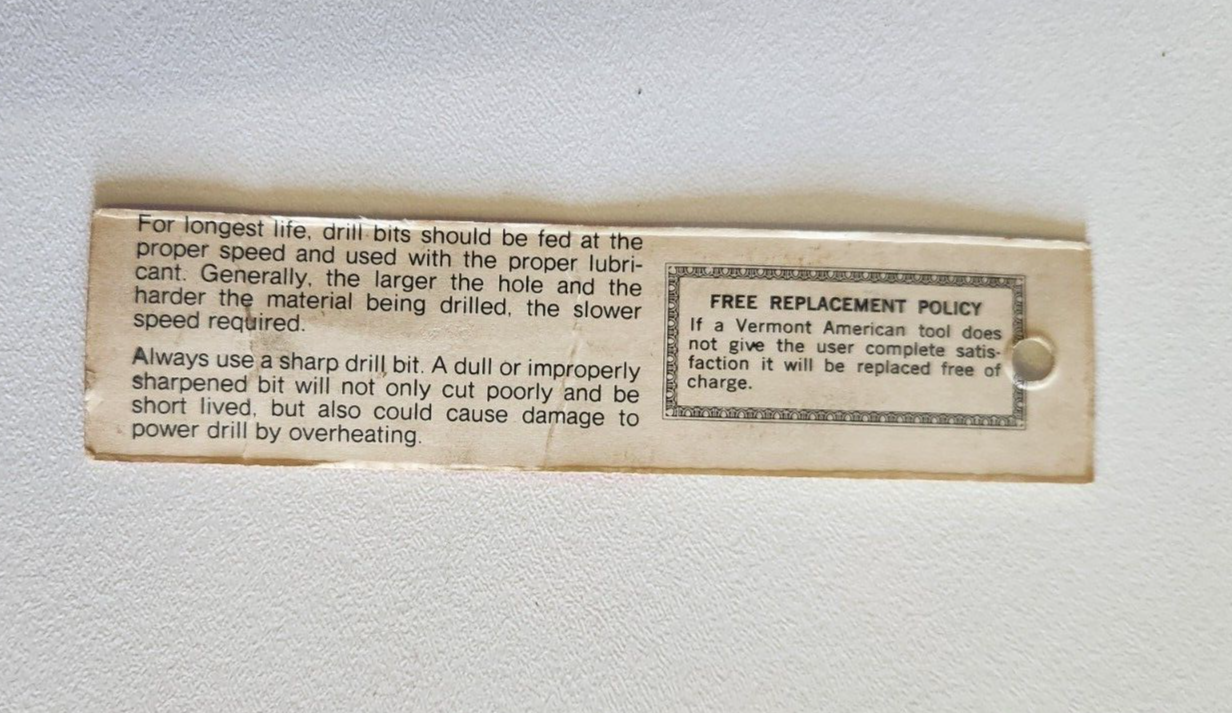 For longest life, drill bits should be fed at the
proper speed and used with the proper lubri-
cant. Generally, the larger the hole and the
harder the material being drilled, the slower
speed required.
Always use a sharp drill bit. A dull or improperly
sharpened bit will not only cut poorly and be
short lived, but also could cause damage to
power drill by overheating.
FREE REPLACEMENT POLICY
If a Vermont American tool does
not give the user complete satis-
faction it will be replaced free of
charge.